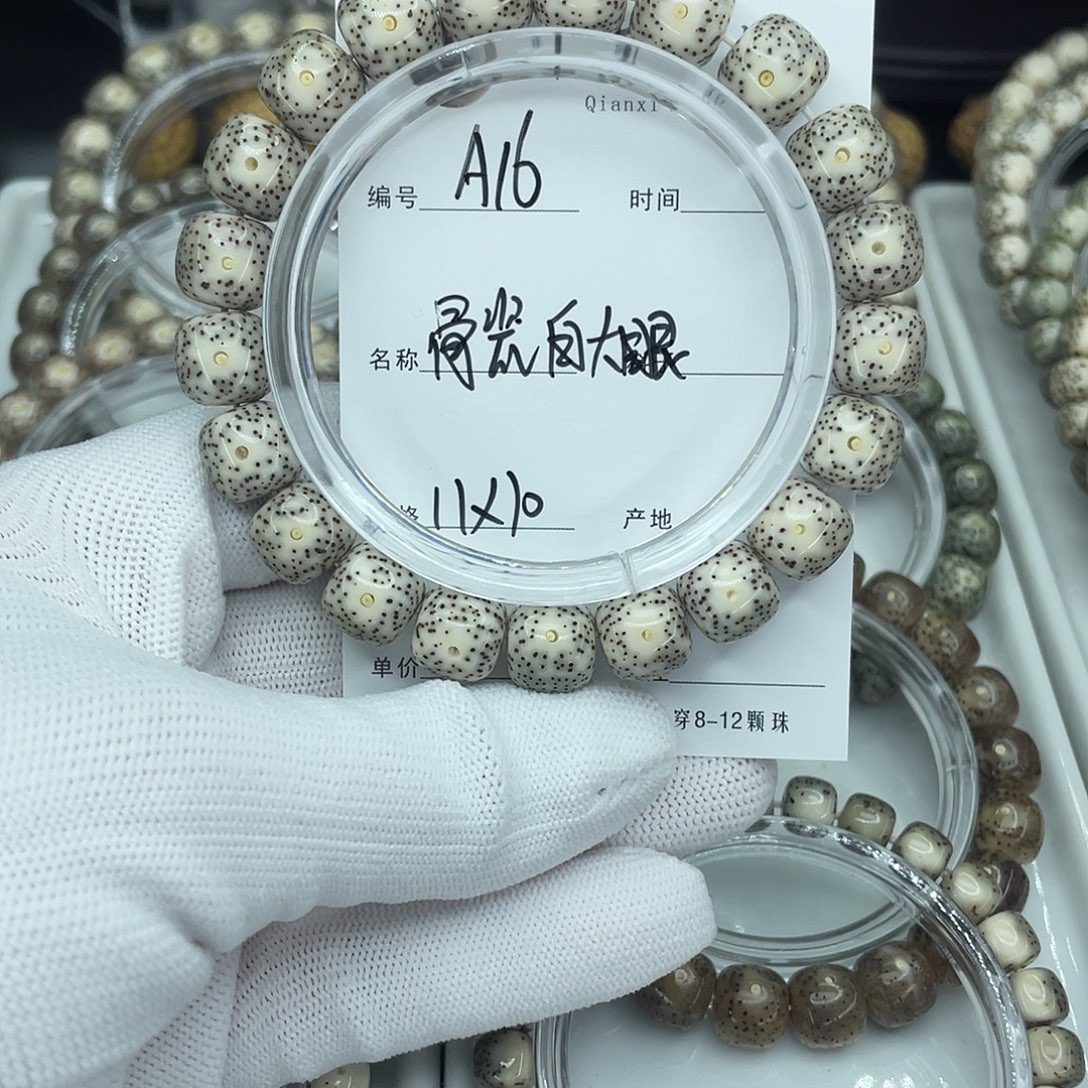 Qianxi
编号 A16 时间
名称 骨瓷白大眼
格 11X10 产地
单价
穿8-12颗珠